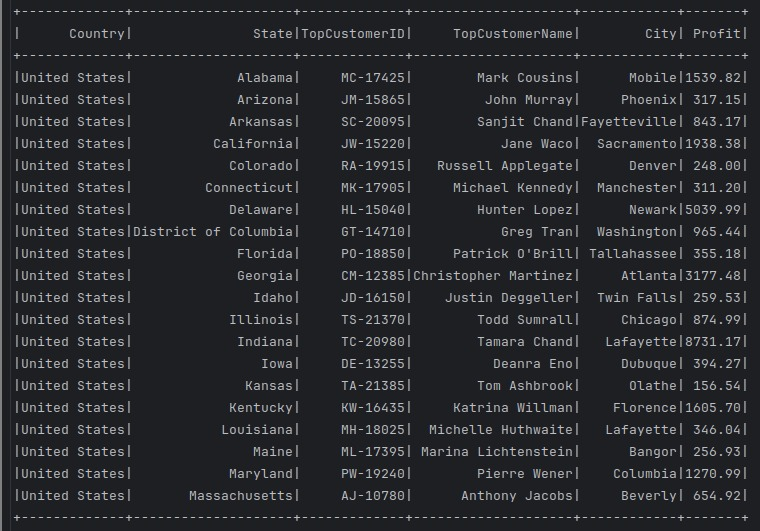 +-------------+--------------------+-------------+--------------------+------------+-------+
|      Country|               State|TopCustomerID|     TopCustomerName|        City| Profit|
+-------------+--------------------+-------------+--------------------+------------+-------+
|United States|             Alabama|     MC-17425|        Mark Cousins|      Mobile|1539.82|
|United States|             Arizona|     JM-15865|         John Murray|     Phoenix| 317.15|
|United States|            Arkansas|     SC-20095|        Sanjit Chand|Fayetteville| 843.17|
|United States|          California|     JW-15220|           Jane Waco|  Sacramento|1938.38|
|United States|            Colorado|     RA-19915|   Russell Applegate|      Denver| 248.00|
|United States|         Connecticut|     MK-17905|     Michael Kennedy|  Manchester| 311.20|
|United States|            Delaware|     HL-15040|        Hunter Lopez|      Newark|5039.99|
|United States|District of Columbia|     GT-14710|           Greg Tran|  Washington| 965.44|
|United States|             Florida|     PO-18850|     Patrick O'Brill| Tallahassee| 355.18|
|United States|             Georgia|     CM-12385|Christopher Martinez|     Atlanta|3177.48|
|United States|               Idaho|     JD-16150|    Justin Deggeller|  Twin Falls| 259.53|
|United States|            Illinois|     TS-21370|        Todd Sumrall|     Chicago| 874.99|
|United States|             Indiana|     TC-20980|        Tamara Chand|   Lafayette|8731.17|
|United States|                Iowa|     DE-13255|          Deanra Eno|     Dubuque| 394.27|
|United States|              Kansas|     TA-21385|        Tom Ashbrook|      Olathe| 156.54|
|United States|            Kentucky|     KW-16435|     Katrina Willman|    Florence|1605.70|
|United States|           Louisiana|     MH-18025|  Michelle Huthwaite|   Lafayette| 346.04|
|United States|               Maine|     ML-17395| Marina Lichtenstein|      Bangor| 256.93|
|United States|            Maryland|     PW-19240|        Pierre Wener|    Columbia|1270.99|
|United States|       Massachusetts|     AJ-10780|      Anthony Jacobs|     Beverly| 654.92|
+-------------+--------------------+-------------+--------------------+------------+-------+